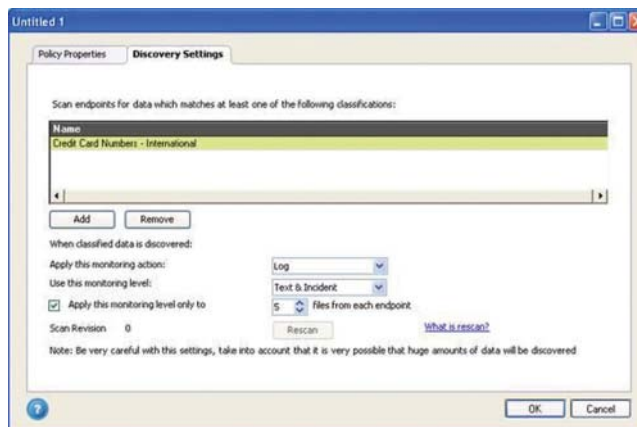 Untitled 1
Policy Properties
Discovery Settings
Scan endpoints for data which matches at least one of the following classifications:
Name
Credit Card Numbers - International
Add
Remove
When classified data is discovered:
Apply this monitoring action:
Log
Use this monitoring level:
Text & Incident
Apply this monitoring level only to
5
files from each endpoint
Scan Revision
0
Rescan
What is rescan?
Note: Be very careful with this settings, take into account that it is very possible that huge amounts of data will be discovered
?
OK
Cancel